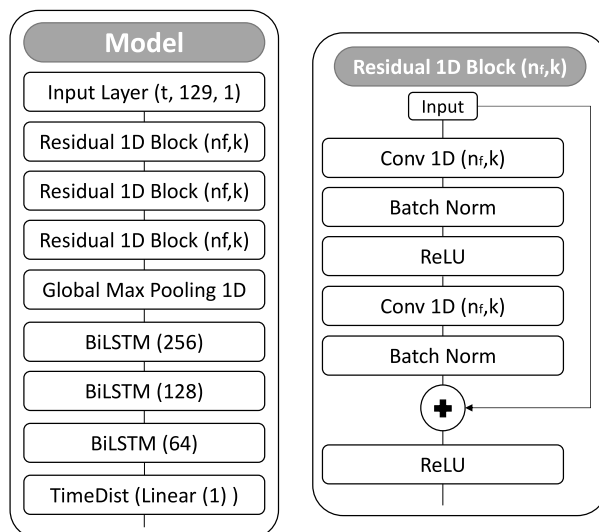 Model
Input Layer (t, 129, 1)
Residual 1D Block (nf,k)
Residual 1D Block (nf,k)
Residual 1D Block (nf,k)
Global Max Pooling 1D
BiLSTM (256)
BiLSTM (128)
BiLSTM (64)
TimeDist (Linear (1) )
Residual 1D Block (nf,k)
Input
Conv 1D (nf,k)
Batch Norm
ReLU
Conv 1D (nf,k)
Batch Norm
ReLU